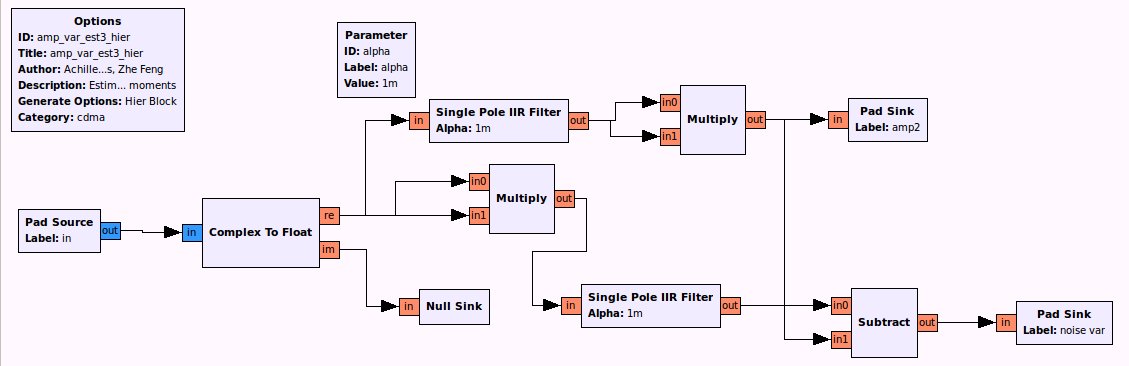 Options
ID: amp_var_est3_hier
Title: amp_var_est3_hier
Author: Achille...s, Zhe Feng
Description: Estim... moments
Generate Options: Hier Block
Category: cdma
Parameter
ID: alpha
Label: alpha
Value: 1m
in
Single Pole IIR Filter
Alpha: 1m
out
in0
in1
Multiply
out
in
Pad Sink
Label: amp2
in0
in1
Multiply
out
Pad Source
Label: in
out
in
Complex To Float
re
im
in
Null Sink
in
Single Pole IIR Filter
Alpha: 1m
out
in0
in1
Subtract
out
in
Pad Sink
Label: noise var